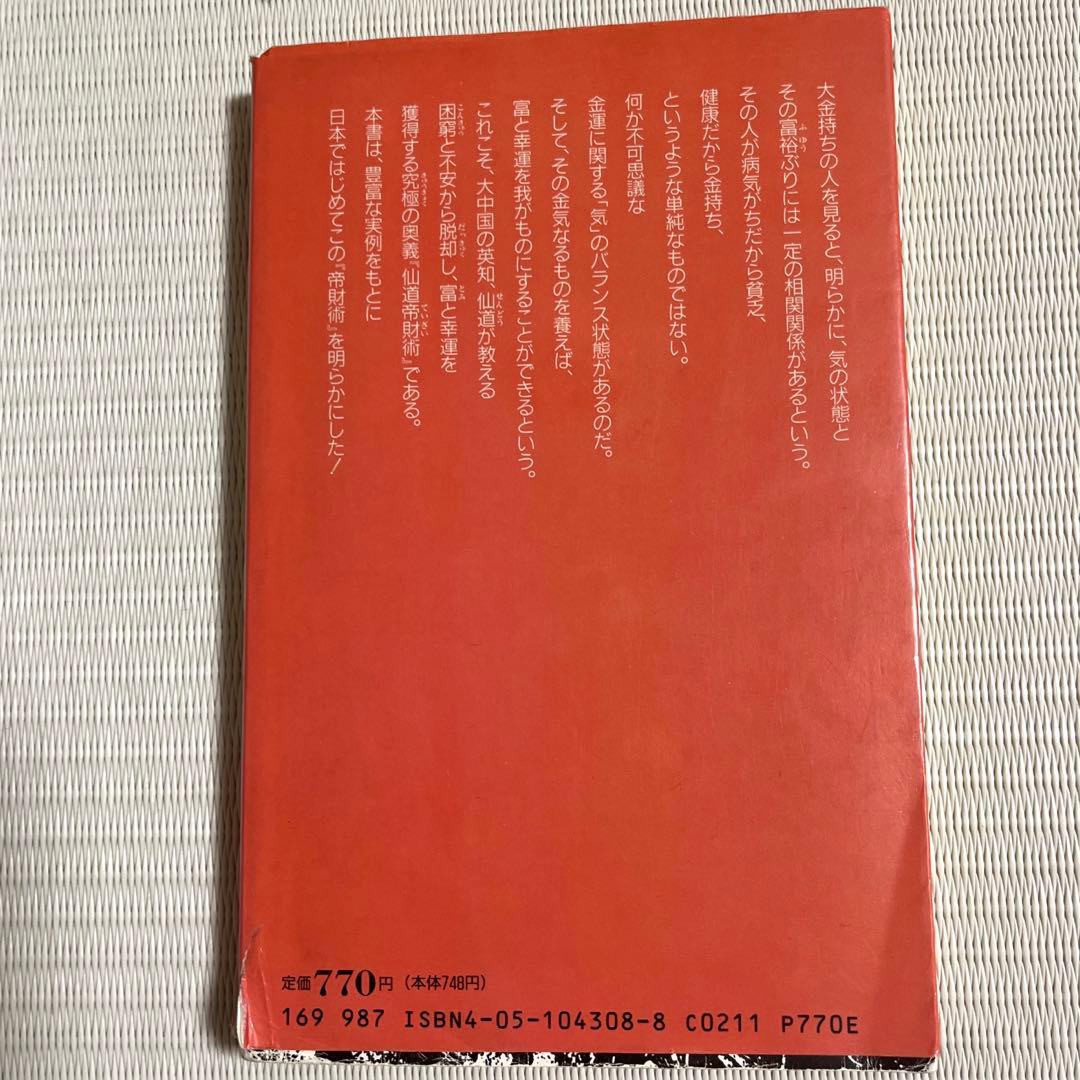 大金持ちの人を見ると、明らかに、気の状態と
その富裕ぶりには一定の相関関係があるという。
その人が病気がちだから貧乏、
健康だから金持ち、
というような単純なものではない。
何か不可思議な
金運に関する「気」のバランス状態があるのだ。
そして、その金気なるものを養えば、
富と幸運を我がものにすることができるという。
これこそ、大中国の英知、仙道が教える
困窮と不安から脱却し、富と幸運を
獲得する究極の奥義『仙道帝財術』である。
本書は、豊富な実例をもとに
日本ではじめてこの『帝財術』を明らかにした!
定価770円(本体748円)
169 987 ISBN4-05-104308-8 C0211 P770E